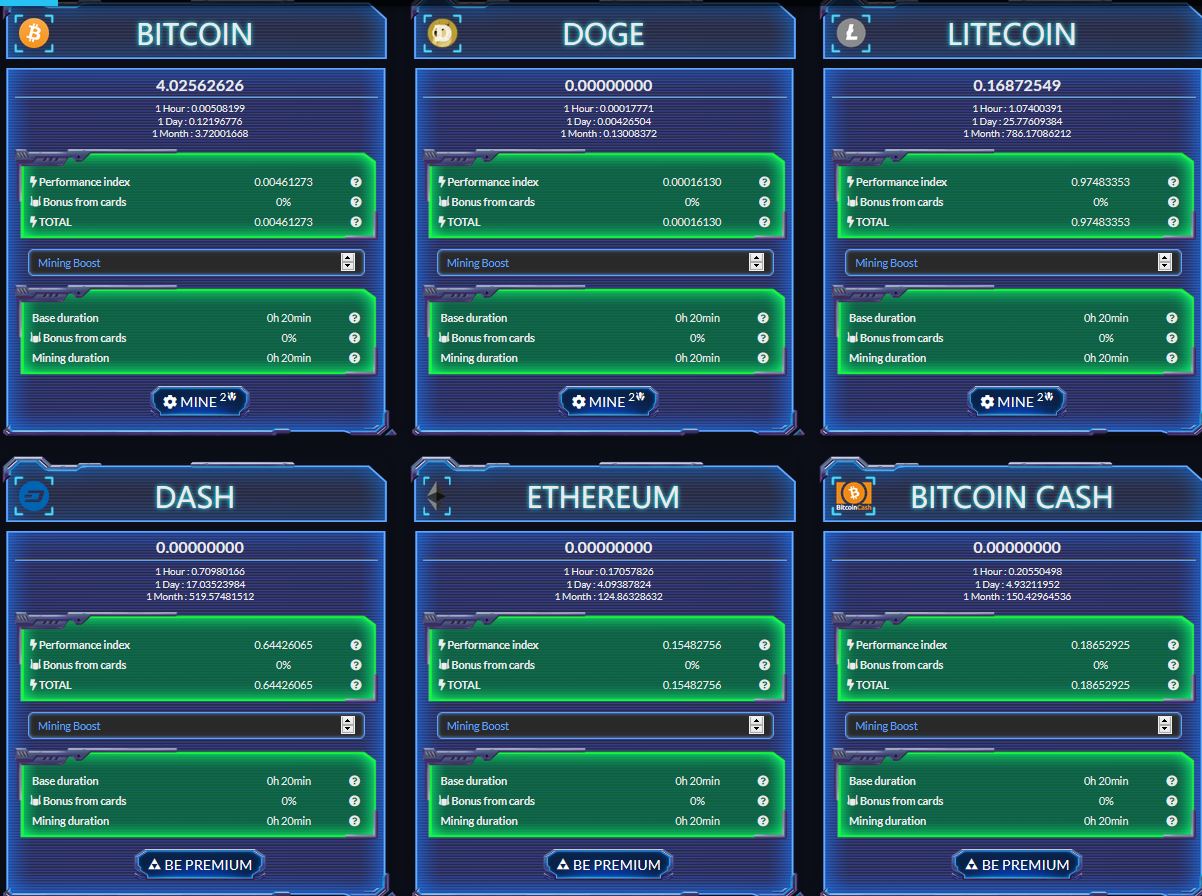 BITCOIN
4.02562626
1 Hour : 0.00508199
1 Day : 0.12196776
1 Month : 3.72001668
Performance index 0.00461273
Bonus from cards 0%
TOTAL 0.00461273
Mining Boost
Base duration 0h 20min
Bonus from cards 0%
Mining duration 0h 20min
MINE 2
DOGE
0.00000000
1 Hour : 0.00017771
1 Day : 0.00426504
1 Month : 0.13008372
Performance index 0.00016130
Bonus from cards 0%
TOTAL 0.00016130
Mining Boost
Base duration 0h 20min
Bonus from cards 0%
Mining duration 0h 20min
MINE 2
LITECOIN
0.16872549
1 Hour : 1.07400391
1 Day : 25.77609384
1 Month : 786.17086212
Performance index 0.97483353
Bonus from cards 0%
TOTAL 0.97483353
Mining Boost
Base duration 0h 20min
Bonus from cards 0%
Mining duration 0h 20min
MINE 2
DASH
0.00000000
1 Hour : 0.70980166
1 Day : 17.03523984
1 Month : 519.57481512
Performance index 0.64426065
Bonus from cards 0%
TOTAL 0.64426065
Mining Boost
Base duration 0h 20min
Bonus from cards 0%
Mining duration 0h 20min
BE PREMIUM
ETHEREUM
0.00000000
1 Hour : 0.17057826
1 Day : 4.09387824
1 Month : 124.86328632
Performance index 0.15482756
Bonus from cards 0%
TOTAL 0.15482756
Mining Boost
Base duration 0h 20min
Bonus from cards 0%
Mining duration 0h 20min
BE PREMIUM
BitcoinCash
BITCOIN CASH
0.00000000
1 Hour : 0.20550498
1 Day : 4.93211952
1 Month : 150.42964536
Performance index 0.18652925
Bonus from cards 0%
TOTAL 0.18652925
Mining Boost
Base duration 0h 20min
Bonus from cards 0%
Mining duration 0h 20min
BE PREMIUM